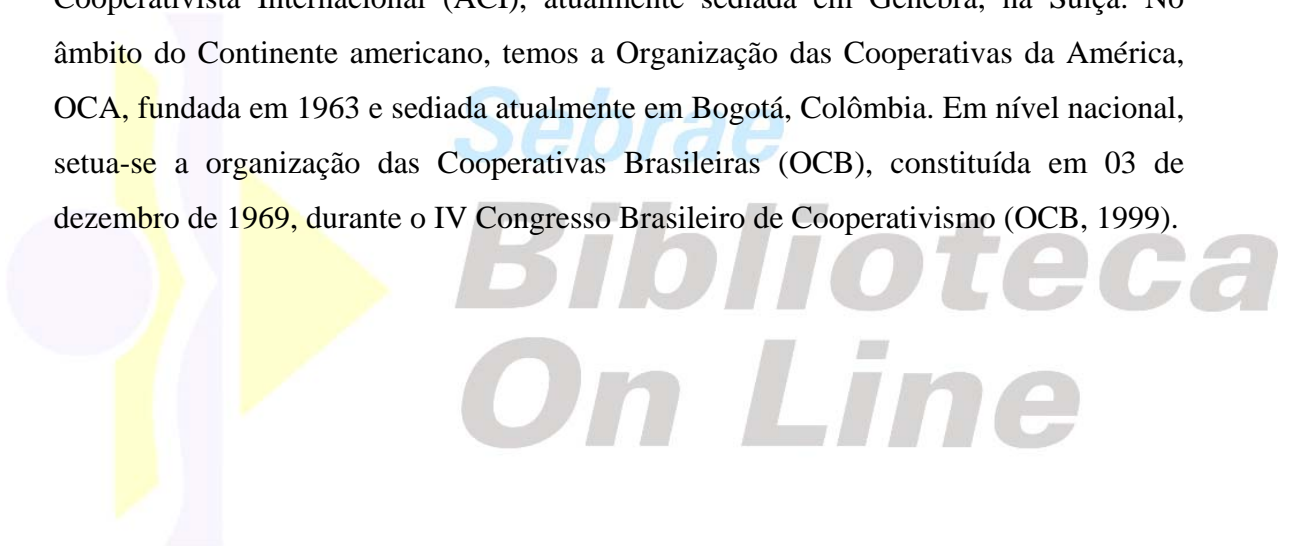 Cooperativista Internacional (ACI), atualmente sediada em Genebra, na Suíça. No
âmbito do Continente americano, temos a Organização das Cooperativas da América,
OCA, fundada em 1963 e sediada atualmente em Bogotá, Colômbia. Em nível nacional,
setua-se a organização das Cooperativas Brasileiras (OCB), constituída em 03 de
dezembro de 1969, durante o IV Congresso Brasileiro de Cooperativismo (OCB, 1999).
Sebrae
Biblioteca
On Line